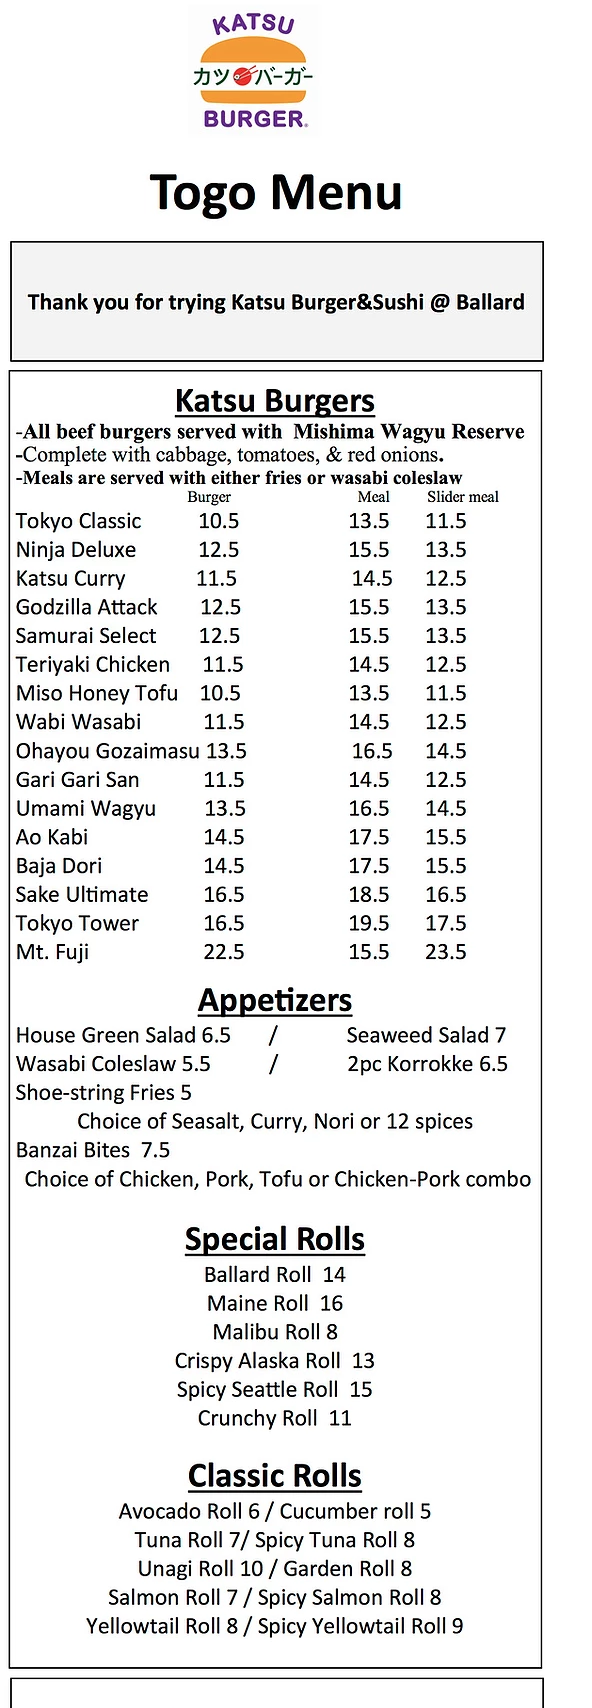 KATSU
カツバーガー
BURGER.
Togo Menu
Thank you for trying Katsu Burger&Sushi @ Ballard
Katsu Burgers
-All beef burgers served with Mishima Wagyu Reserve
-Complete with cabbage, tomatoes, & red onions.
-Meals are served with either fries or wasabi coleslaw
Burger Meal Slider meal
Tokyo Classic 10.5 13.5 11.5
Ninja Deluxe 12.5 15.5 13.5
Katsu Curry 11.5 14.5 12.5
Godzilla Attack 12.5 15.5 13.5
Samurai Select 12.5 15.5 13.5
Teriyaki Chicken 11.5 14.5 12.5
Miso Honey Tofu 10.5 13.5 11.5
Wabi Wasabi 11.5 14.5 12.5
Ohayou Gozaimasu 13.5 16.5 14.5
Gari Gari San 11.5 14.5 12.5
Umami Wagyu 13.5 16.5 14.5
Ao Kabi 14.5 17.5 15.5
Baja Dori 14.5 17.5 15.5
Sake Ultimate 16.5 18.5 16.5
Tokyo Tower 16.5 19.5 17.5
Mt. Fuji 22.5 15.5 23.5
Appetizers
House Green Salad 6.5 / Seaweed Salad 7
Wasabi Coleslaw 5.5 / 2pc Korrokke 6.5
Shoe-string Fries 5
Choice of Seasalt, Curry, Nori or 12 spices
Banzai Bites 7.5
Choice of Chicken, Pork, Tofu or Chicken-Pork combo
Special Rolls
Ballard Roll 14
Maine Roll 16
Malibu Roll 8
Crispy Alaska Roll 13
Spicy Seattle Roll 15
Crunchy Roll 11
Classic Rolls
Avocado Roll 6 / Cucumber roll 5
Tuna Roll 7/ Spicy Tuna Roll 8
Unagi Roll 10 / Garden Roll 8
Salmon Roll 7 / Spicy Salmon Roll 8
Yellowtail Roll 8 / Spicy Yellowtail Roll 9